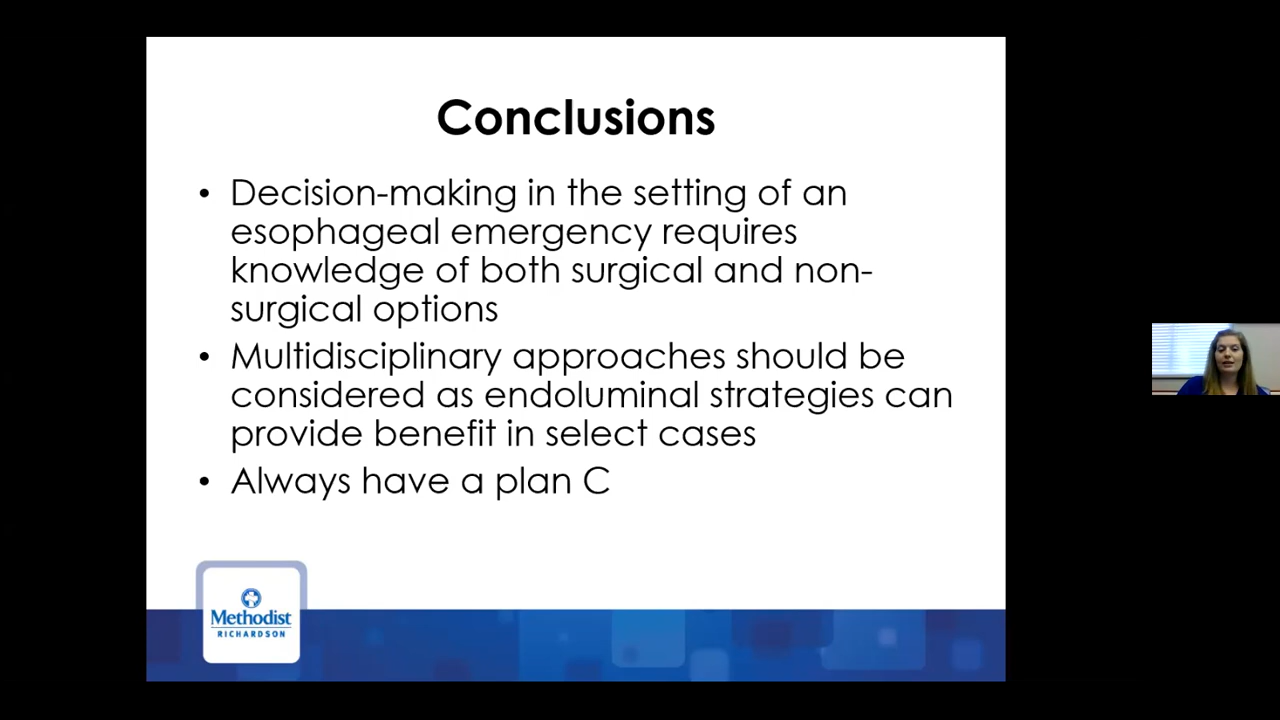 Conclusions
• Decision-making in the setting of an
esophageal emergency requires
knowledge of both surgical and non-
surgical options
• Multidisciplinary approaches should be
considered as endoluminal strategies can
provide benefit in select cases
• Always have a plan C
Methodist
RICHARDSON